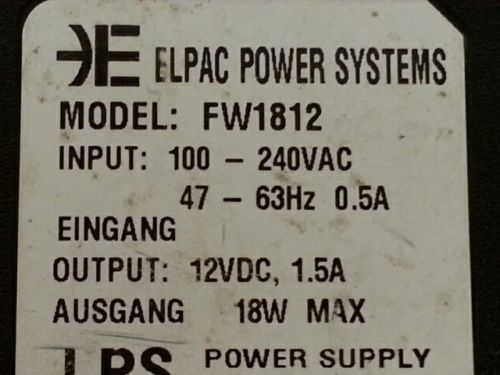 ELPAC POWER SYSTEMS
MODEL: FW1812
INPUT: 100 – 240VAC
47 – 63Hz 0.5A
EINGANG
OUTPUT: 12VDC, 1.5A
AUSGANG 18W MAX
LPS POWER SUPPLY